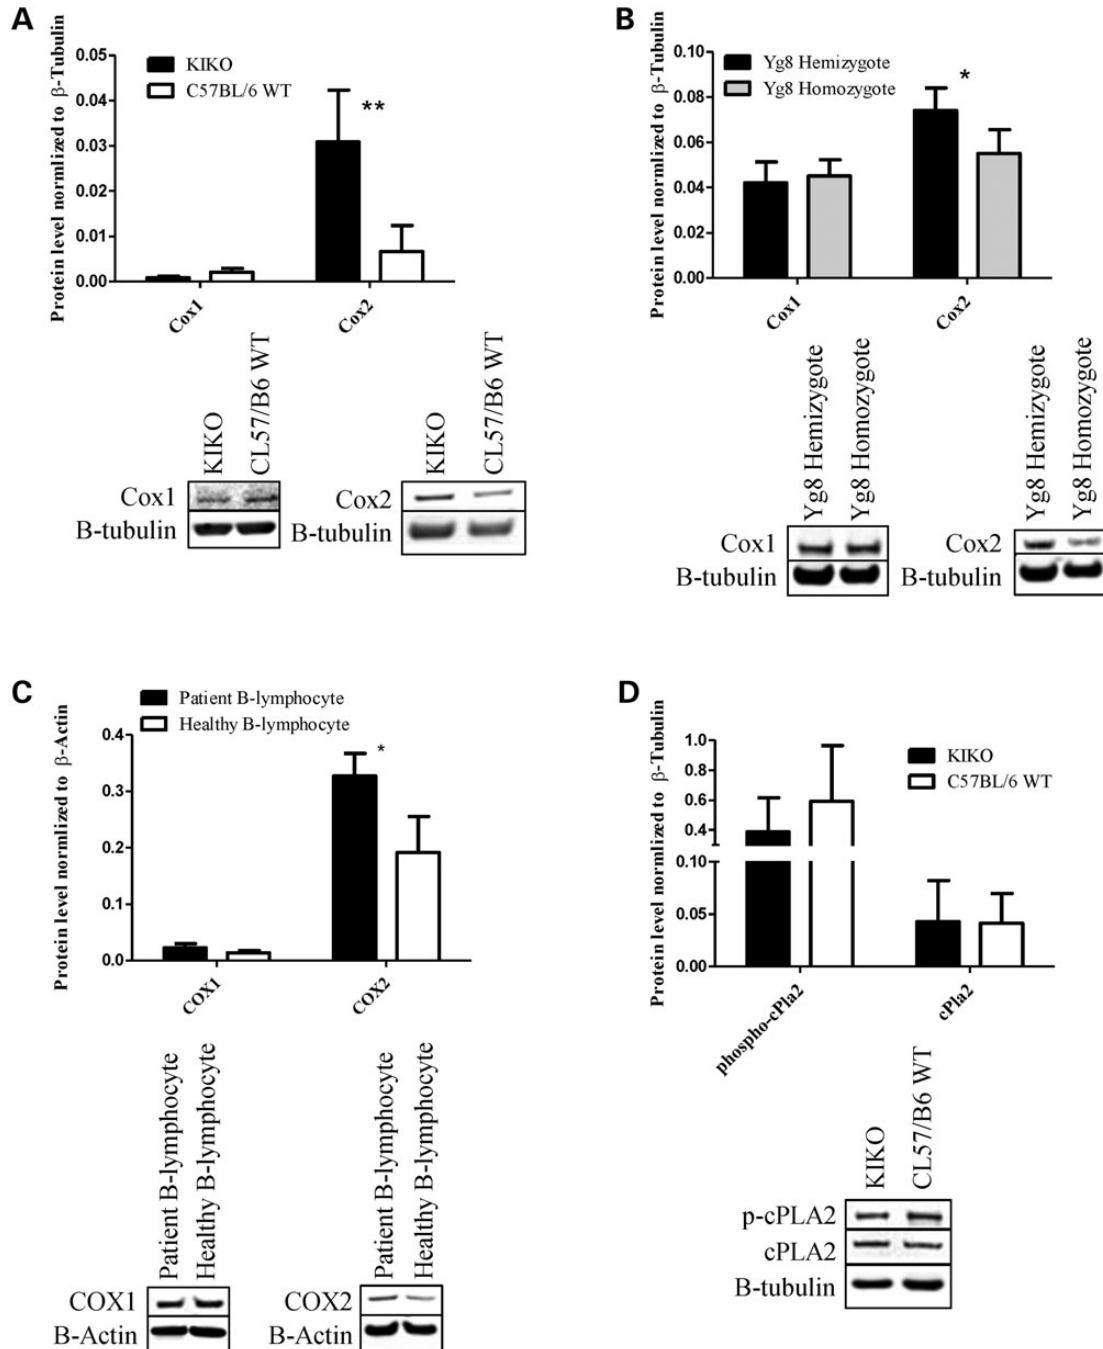 A
Protein level normlized to β-Tubulin
0.05
0.04
0.03
0.02
0.01
0.00
KIKO
C57BL/6 WT
**
Cox1
Cox2
KIKO
CL57/B6 WT
KIKO
CL57/B6 WT
Cox1
B-tubulin
Cox2
B-tubulin
B
Protein level normlized to β-Tubulin
0.10
0.08
0.06
0.04
0.02
0.00
Yg8 Hemizygote
Yg8 Homozygote
*
Cox1
Cox2
Yg8 Hemizygote
Yg8 Homozygote
Yg8 Hemizygote
Yg8 Homozygote
Cox1
B-tubulin
Cox2
B-tubulin
C
Patient B-lymphocyte
Healthy B-lymphocyte
Protein level normlized to β-Actin
0.4
0.3
0.2
0.1
0.0
*
COX1
COX2
Patient B-lymphocyte
Healthy B-lymphocyte
Patient B-lymphocyte
Healthy B-lymphocyte
COX1
B-Actin
COX2
B-Actin
D
Protein level normlized to β-Tubulin
1.0
0.8
0.6
0.4
0.10
0.05
0.00
KIKO
C57BL/6 WT
phospho-cPla2
cPla2
KIKO
CL57/B6 WT
p-cPLA2
cPLA2
B-tubulin